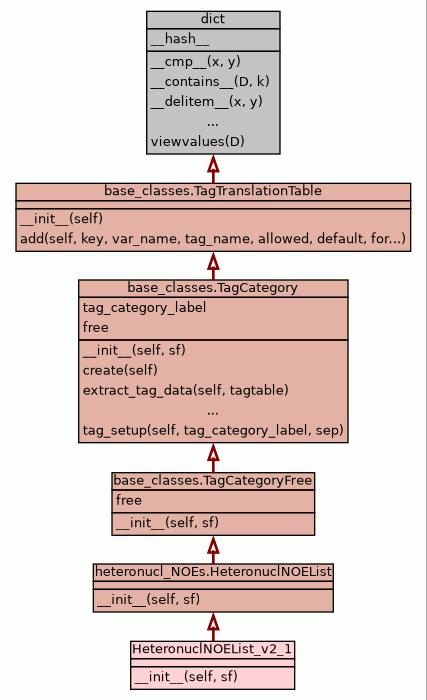 dict
__hash__
__cmp__(x, y)
__contains__(D, k)
__delitem__(x, y)
...
viewvalues(D)
base_classes.TagTranslationTable
__init__(self)
add(self, key, var_name, tag_name, allowed, default, for...)
base_classes.TagCategory
tag_category_label
free
__init__(self, sf)
create(self)
extract_tag_data(self, tagtable)
...
tag_setup(self, tag_category_label, sep)
base_classes.TagCategoryFree
free
__init__(self, sf)
heteronucl_NOEs.HeteronuclNOEList
__init__(self, sf)
HeteronuclNOEList_v2_1
__init__(self, sf)